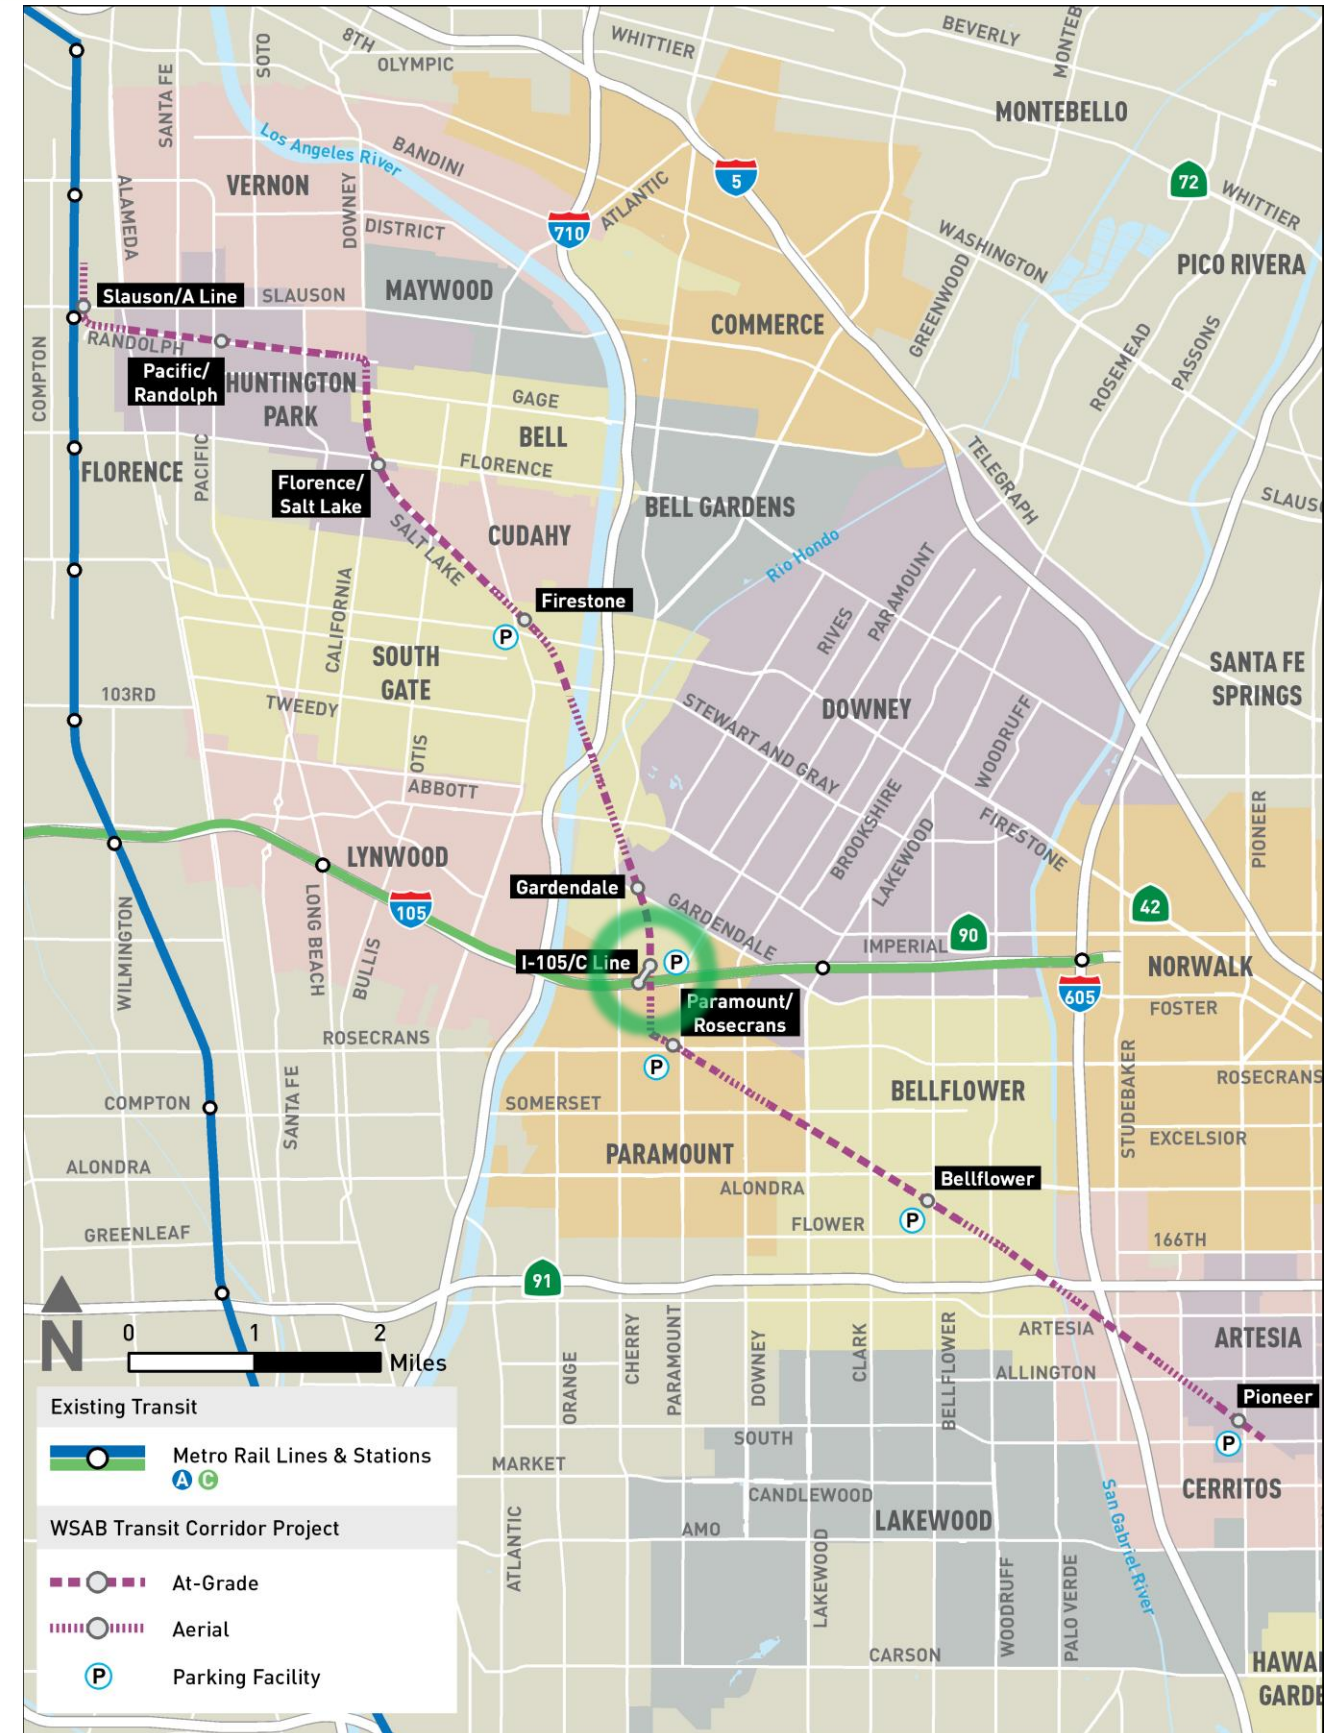 WHITTIER
BEVERLY
MONTEB
SOTO
8TH
OLYMPIC
SANTA FE
MONTEBELLO
Los Angeles River
BANDINI
VERNON
ALAMEDA
DOWNEY
DISTRICT
ATLANTIC
5
710
72
WHITTIER
WASHINGTON
PICO RIVERA
GREENWOOD
MAYWOOD
Slauson/A Line
SLAUSON
COMMERCE
RANDOLPH
COMPTON
Pacific/
Randolph
HUNTINGTON
PARK
ROSEMEAD
PASSONS
GAGE
BELL
FLORENCE
FLORENCE
PACIFIC
Florence/
Salt Lake
TELEGRAPH
SLAUS
BELL GARDENS
SALT LAKE
CUDAHY
Rio Hondo
PARAMOUNT
RIVES
CALIFORNIA
Firestone
P
SOUTH
GATE
SANTA FE
SPRINGS
103RD
TWEEDY
DOWNEY
STEWART AND GRAY
WOODRUFF
OTIS
ABBOTT
BROOKSHIRE
LAKEWOOD
FIRESTONE
PIONEER
LYNWOOD
Gardendale
GARDENDALE
105
LONG BEACH
BULLIS
WILMINGTON
IMPERIAL
90
42
I-105/C Line
P
NORWALK
605
Paramount/
Rosecrans
FOSTER
ROSECRANS
P
STUDEBAKER
ROSECRANS
SANTA FE
COMPTON
SOMERSET
BELLFLOWER
EXCELSIOR
PARAMOUNT
ALONDRA
ALONDRA
Bellflower
P
FLOWER
GREENLEAF
166TH
91
N
0 1 2
Miles
CHERRY
PARAMOUNT
DOWNEY
CLARK
BELLFLOWER
ARTESIA
ARTESIA
ORANGE
ALLINGTON
Pioneer
P
Existing Transit
SOUTH
Metro Rail Lines & Stations
A C
MARKET
CANDLEWOOD
CERRITOS
San Gabriel River
WSAB Transit Corridor Project
AMO
LAKEWOOD
ATLANTIC
LAKEWOOD
WOODRUFF
PALO VERDE
At-Grade
Aerial
P Parking Facility
CARSON
HAWAI
GARDE